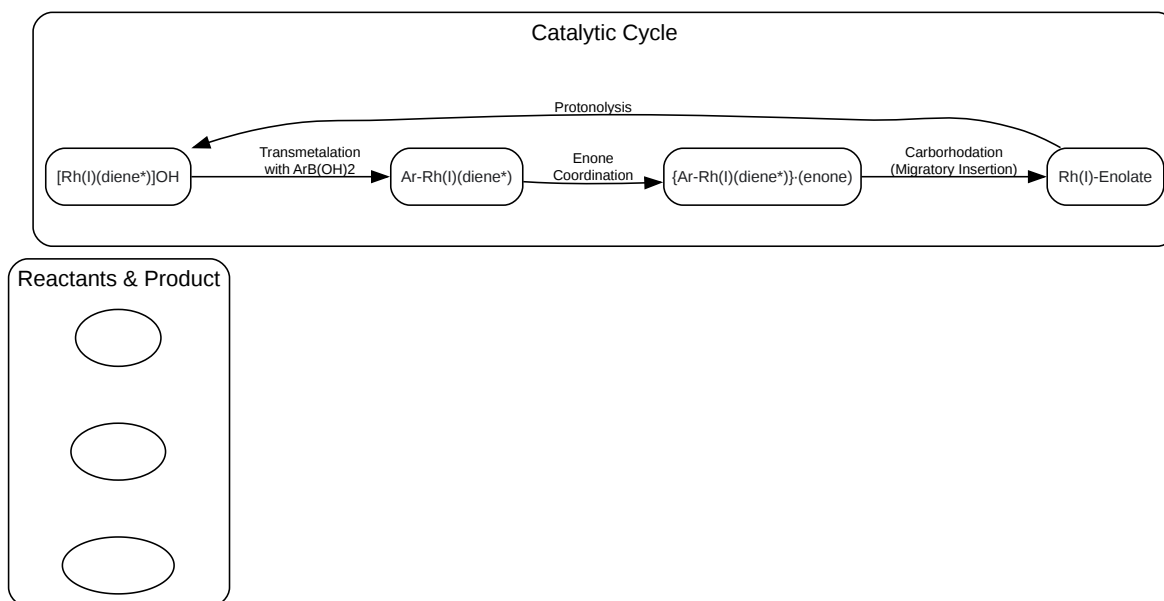 Catalytic Cycle
Protonolysis
Transmetalation
with ArB(OH)2
Enone
Coordination
Carborhodation
(Migratory Insertion)
[Rh(I)(diene*)]OH
Ar-Rh(I)(diene*)
{Ar-Rh(I)(diene*)}·(enone)
Rh(I)-Enolate
Reactants & Product